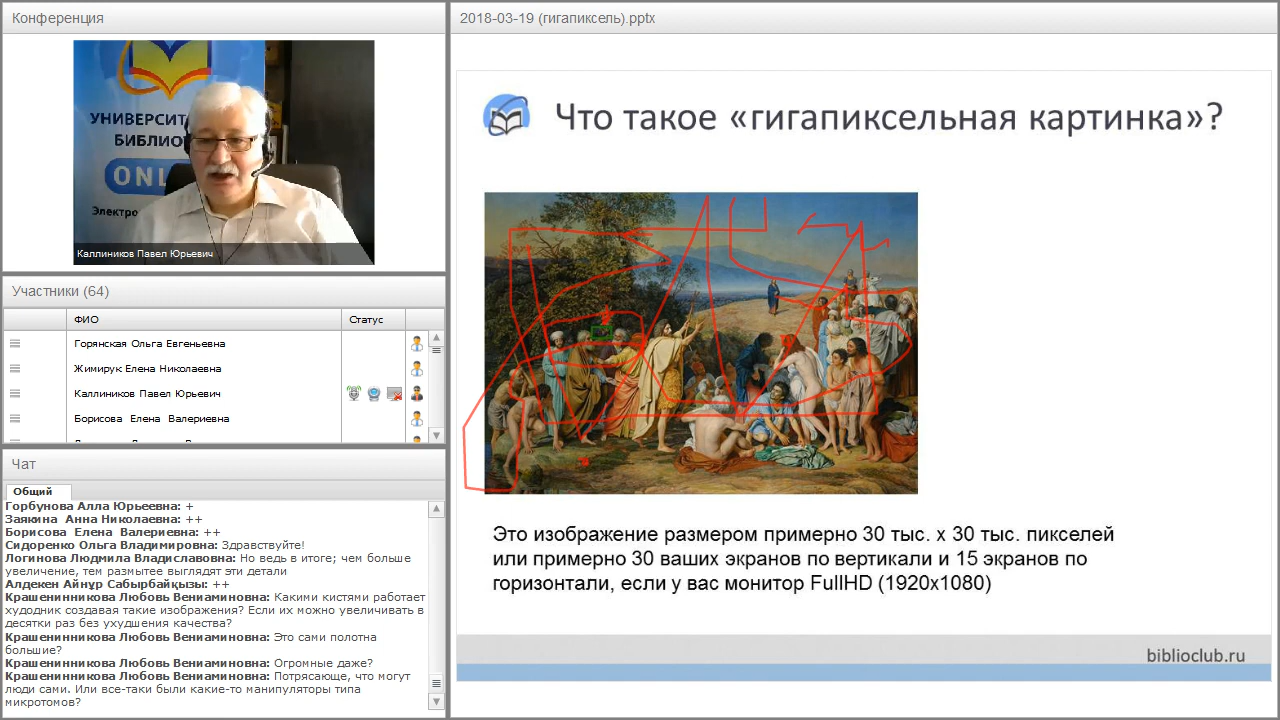 Конференция
УНИВЕРСИТ
БИБЛИО
ONL
Электро
Каллиников Павел Юрьевич
Участники (64)
ФИО Статус
Горянская Ольга Евгеньевна
Жимирук Елена Николаевна
Каллиников Павел Юрьевич
Борисова Елена Валериевна
Чат
Общий
Горбунова Алла Юрьевна: +
Заякина Анна Николаевна: ++
Борисова Елена Валериевна: ++
Сидоренко Ольга Владимировна: Здравствуйте!
Логинова Людмила Владиславовна: Но ведь в итоге; чем больше
увеличение, тем размытее выглядят эти детали
Алдекен Айнұр Сабырбайқызы: ++
Крашенинникова Любовь Вениаминовна: Какими кистями работает
худодник создавая такие изображения? Если их можно увеличивать в
десятки раз без ухудшения качества?
Крашенинникова Любовь Вениаминовна: Это сами полотна
большие?
Крашенинникова Любовь Вениаминовна: Огромные даже?
Крашенинникова Любовь Вениаминовна: Потрясающе, что могут
люди сами. Или все-таки были какие-то манипуляторы типа
микротомов?
2018-03-19 (гигапиксель).pptx
Что такое «гигапиксельная картинка»?
Это изображение размером примерно 30 тыс. х 30 тыс. пикселей
или примерно 30 ваших экранов по вертикали и 15 экранов по
горизонтали, если у вас монитор FullHD (1920x1080)
biblioclub.ru